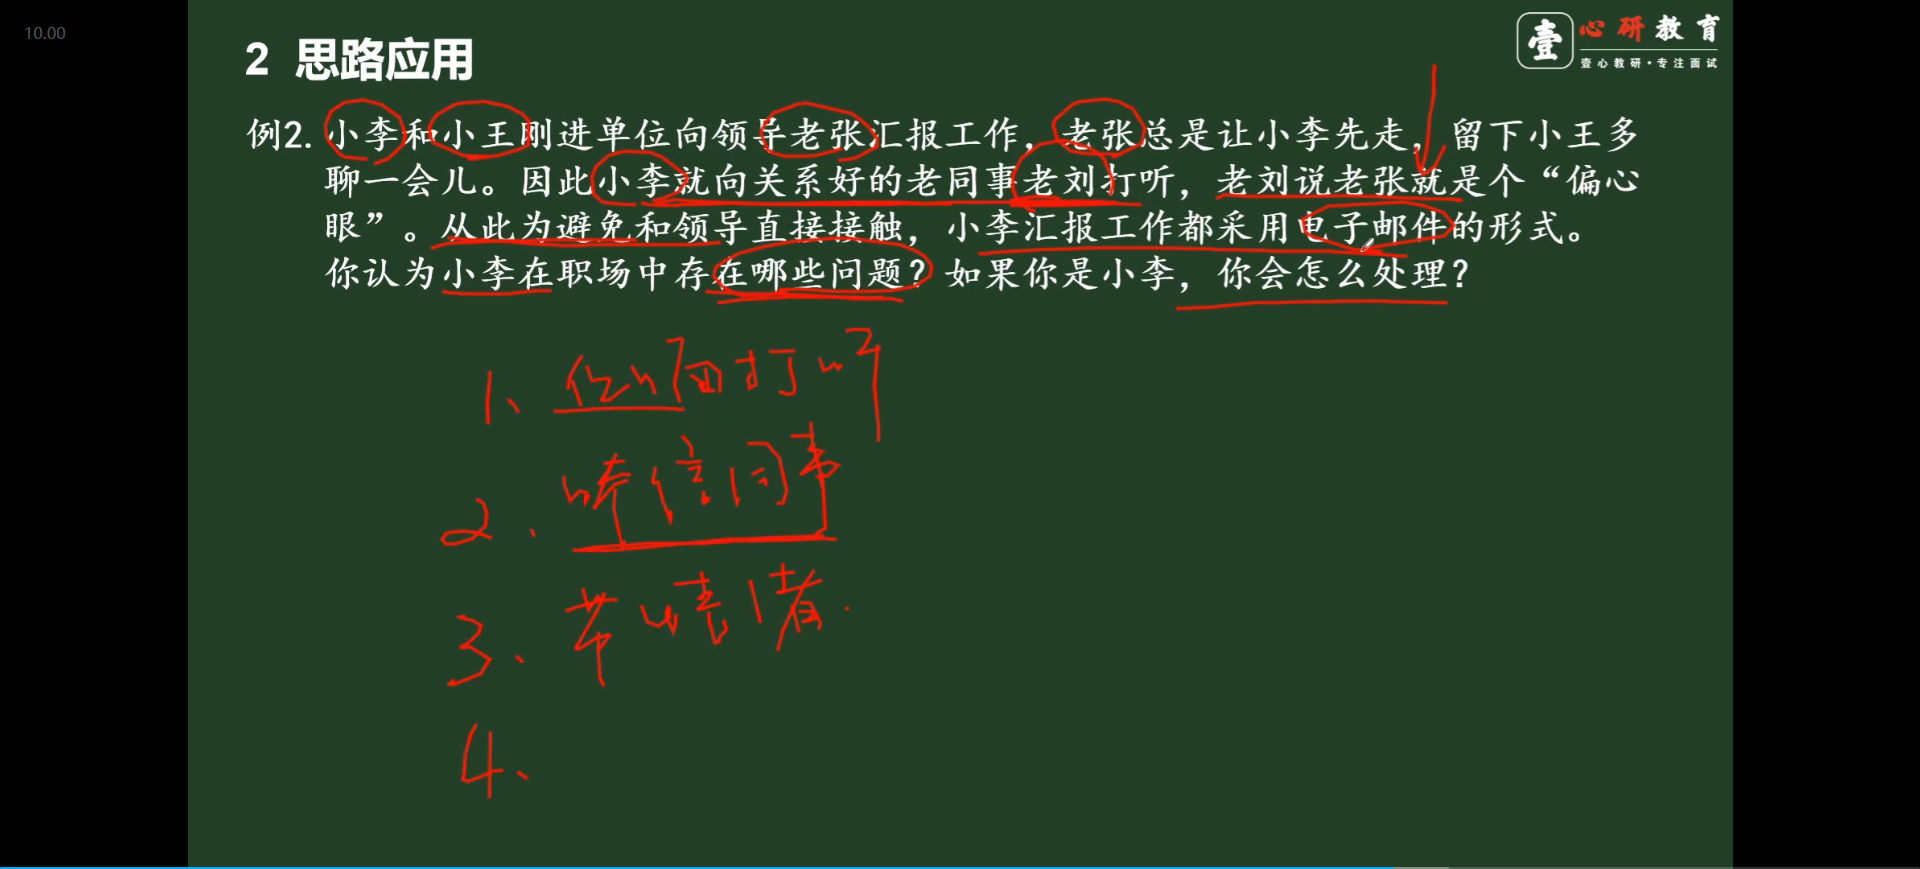 10.00
2 思路应用
壹 心研教育
壹心教研·专注面试
例2. 小李和小王刚进单位向领导老张汇报工作，老张总是让小李先走，留下小王多
聊一会儿。因此小李就向关系好的老同事老刘打听，老刘说老张就是个“偏心
眼”。从此为避免和领导直接接触，小李汇报工作都采用电子邮件的形式。
你认为小李在职场中存在哪些问题？如果你是小李，你会怎么处理？
1、 打听
2、 轻信同事
3、 带情绪
4、